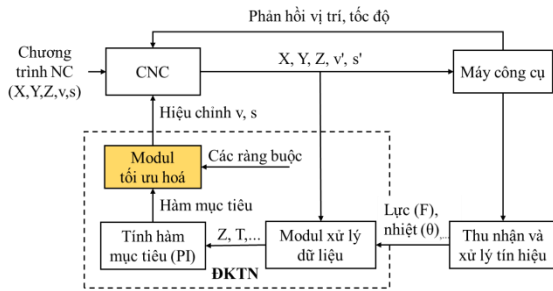 Phản hồi vị trí, tốc độ
Chương
trình NC
(X,Y,Z,v,s)
CNC
X, Y, Z, v', s'
Máy công cụ
Hiệu chỉnh v, s
Modul
tối ưu hoá
Các ràng buộc
Hàm mục tiêu
Tính hàm
mục tiêu (PI)
Z, T,...
Modul xử lý
dữ liệu
Lực (F),
nhiệt (θ),...
Thu nhận và
xử lý tín hiệu
ĐKTN